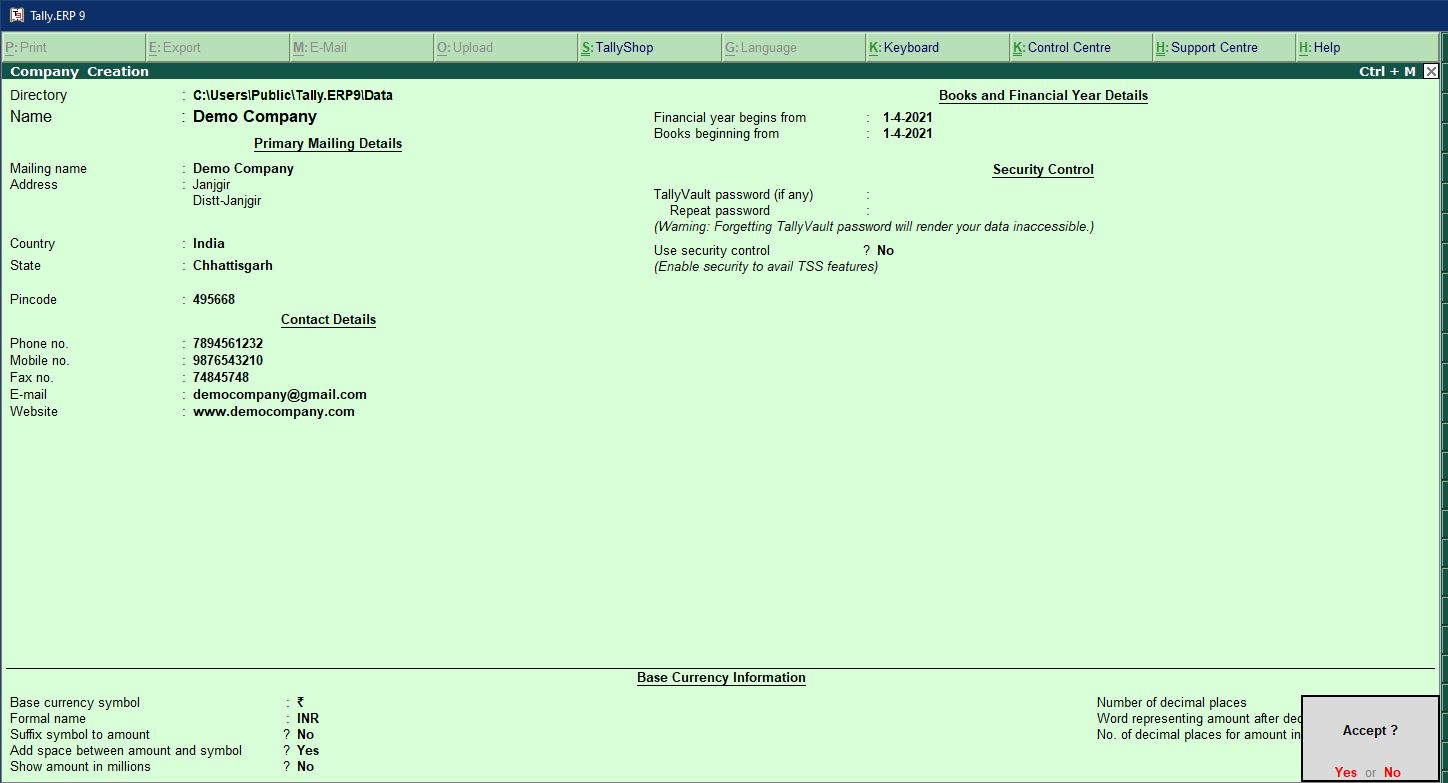 Tally.ERP 9
P: Print E: Export M: E-Mail O: Upload S: TallyShop G: Language K: Keyboard K: Control Centre H: Support Centre H: Help
Company Creation Ctrl + M
Directory : C:\Users\Public\Tally.ERP9\Data
Name : Demo Company
Primary Mailing Details
Mailing name : Demo Company
Address : Janjgir
Distt-Janjgir
Country : India
State : Chhattisgarh
Pincode : 495668
Contact Details
Phone no. : 7894561232
Mobile no. : 9876543210
Fax no. : 74845748
E-mail : democompany@gmail.com
Website : www.democompany.com
Books and Financial Year Details
Financial year begins from : 1-4-2021
Books beginning from : 1-4-2021
Security Control
TallyVault password (if any) :
Repeat password :
(Warning: Forgetting TallyVault password will render your data inaccessible.)
Use security control ? No
(Enable security to avail TSS features)
Base Currency Information
Base currency symbol : ₹
Formal name : INR
Suffix symbol to amount ? No
Add space between amount and symbol ? Yes
Show amount in millions ? No
Number of decimal places
Word representing amount after dec
No. of decimal places for amount in
Accept ?
Yes or No